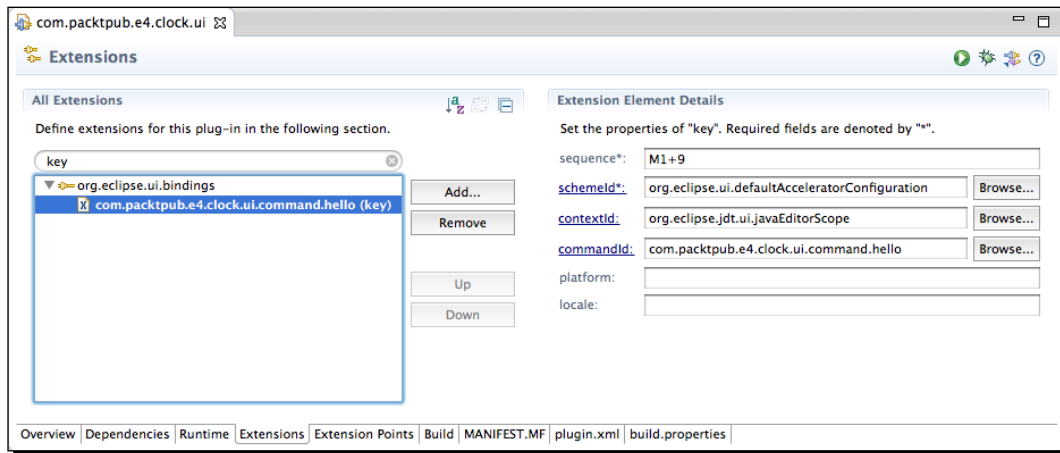 com.packtpub.e4.clock.ui
Extensions
All Extensions
Define extensions for this plug-in in the following section.
key
org.eclipse.ui.bindings
com.packtpub.e4.clock.ui.command.hello (key)
Add...
Remove
Up
Down
Extension Element Details
Set the properties of "key". Required fields are denoted by "*".
sequence*: M1+9
schemeId*: org.eclipse.ui.defaultAcceleratorConfiguration Browse...
contextId: org.eclipse.jdt.ui.javaEditorScope Browse...
commandId: com.packtpub.e4.clock.ui.command.hello Browse...
platform:
locale:
Overview Dependencies Runtime Extensions Extension Points Build MANIFEST.MF plugin.xml build.properties